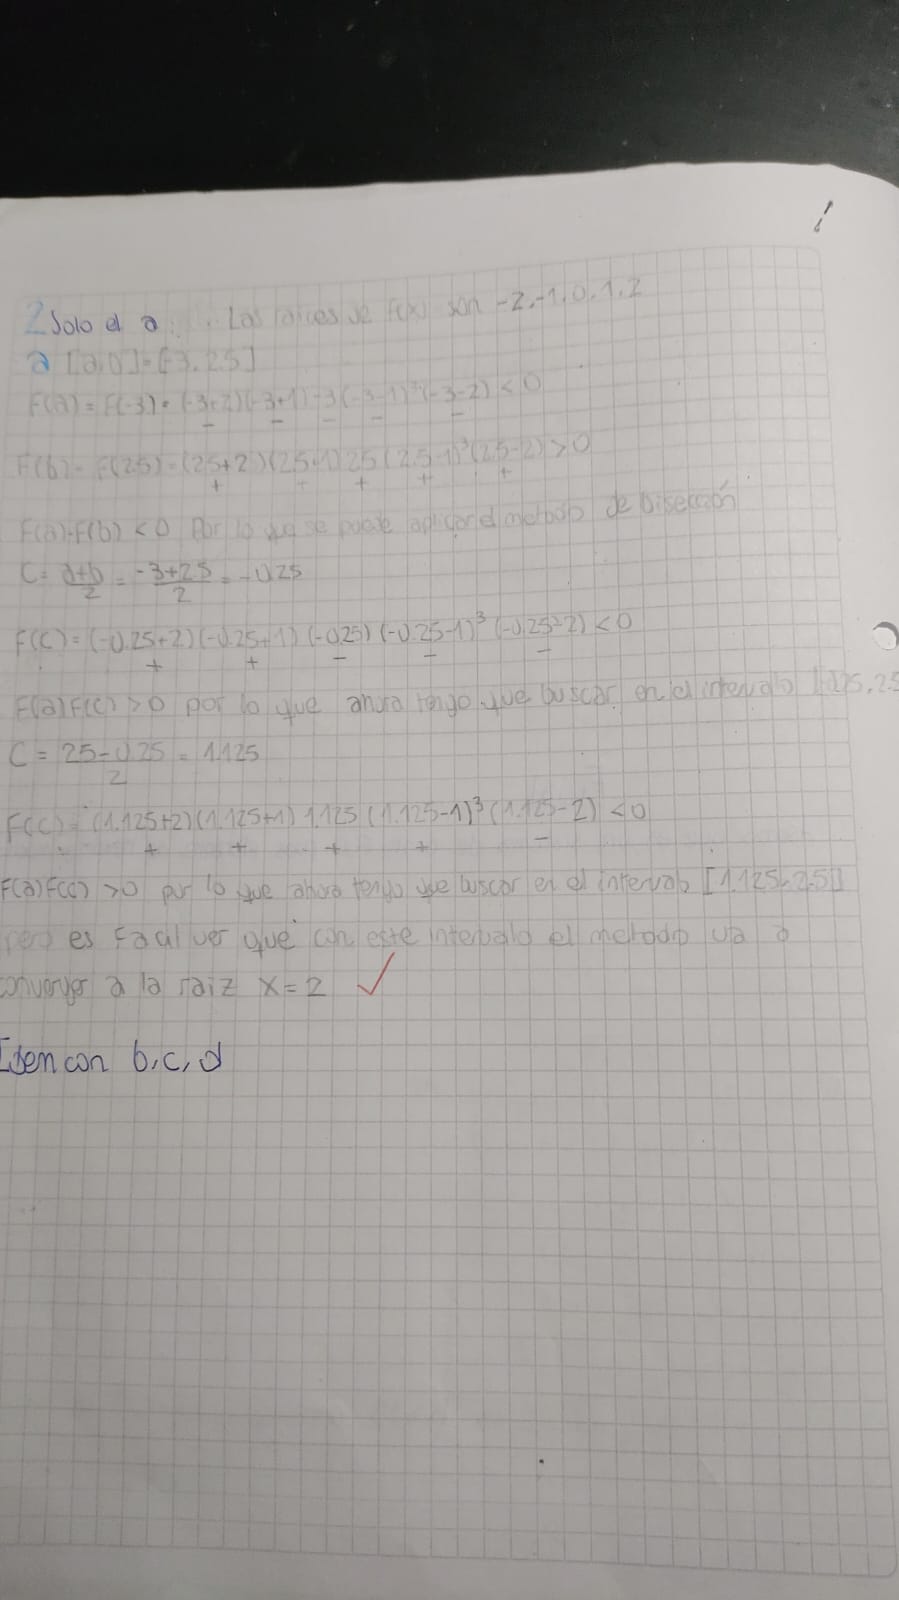 2 Solo el a: Las raíces de f(x) son -2,-1,0,1,2
a [a,b]=[-3,2.5]
F(a)= F(-3)= (-3+2)(-3+1)-3(-3-1)³(-3-2) <0
- - - - -
F(b)= F(2.5)=(2.5+2)(2.5+1)2.5(2.5-1)³(2.5-2)>0
+ + + + +
F(a)·F(b) <0 Por lo que se puede aplicar el metodo de bisección
C= a+b/2 = -3+2.5/2 = -0.25
F(c)=(-0.25+2)(-0.25+1)(-0.25)(-0.25-1)³(-0.25-2)<0
+ + - - -
F(a)F(c)>0 por lo que ahora tengo que buscar en el intervalo [-0.25,2.5
C = 2.5-0.25/2 = 1.125
F(c)= (1.125+2)(1.125+1)1.125(1.125-1)³(1.125-2) <0
+ + + + -
F(a)F(c) >0 por lo que ahora tengo que buscar en el intervalo [1.125,2.5]
pero es facil ver que con este intervalo el metodo va a
converger a la raiz x=2 ✓
Idem con b,c,d